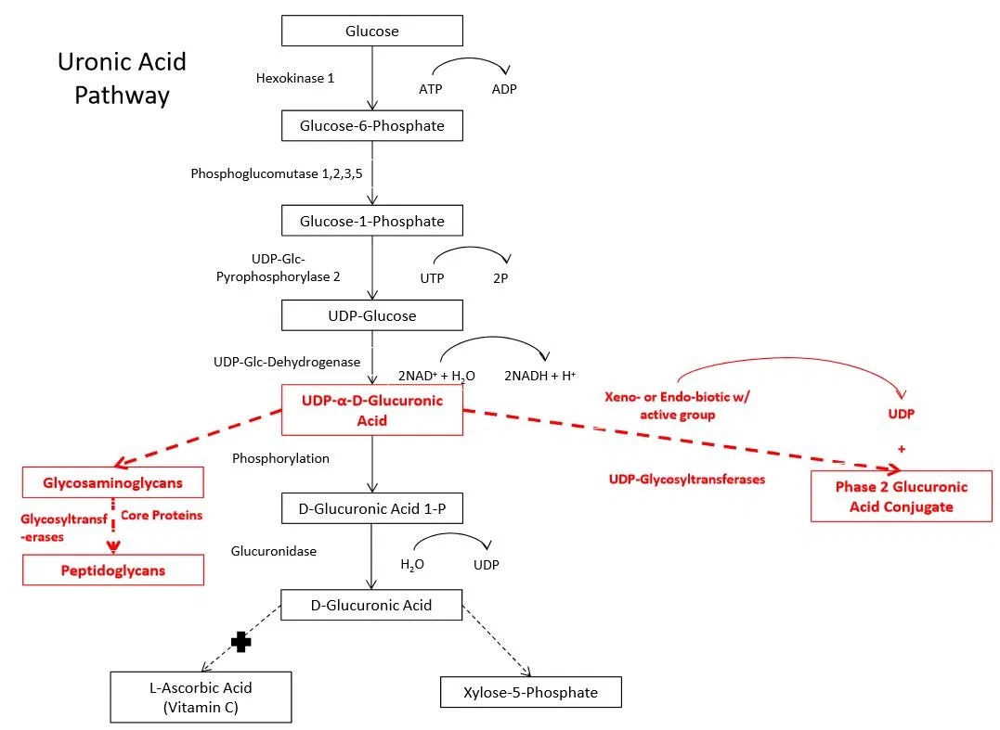 Uronic Acid
Pathway
Glucose
Hexokinase 1
ATP
ADP
Glucose-6-Phosphate
Phosphoglucomutase 1,2,3,5
Glucose-1-Phosphate
UDP-Glc-
Pyrophosphorylase 2
UTP
2P
UDP-Glucose
UDP-Glc-Dehydrogenase
2NAD⁺ + H₂O
2NADH + H⁺
UDP-α-D-Glucuronic
Acid
Xeno- or Endo-biotic w/
active group
UDP
+
Phosphorylation
UDP-Glycosyltransferases
Phase 2 Glucuronic
Acid Conjugate
Glycosaminoglycans
Glycosyltransf
-erases
Core Proteins
Peptidoglycans
D-Glucuronic Acid 1-P
Glucuronidase
H₂O
UDP
D-Glucuronic Acid
L-Ascorbic Acid
(Vitamin C)
Xylose-5-Phosphate